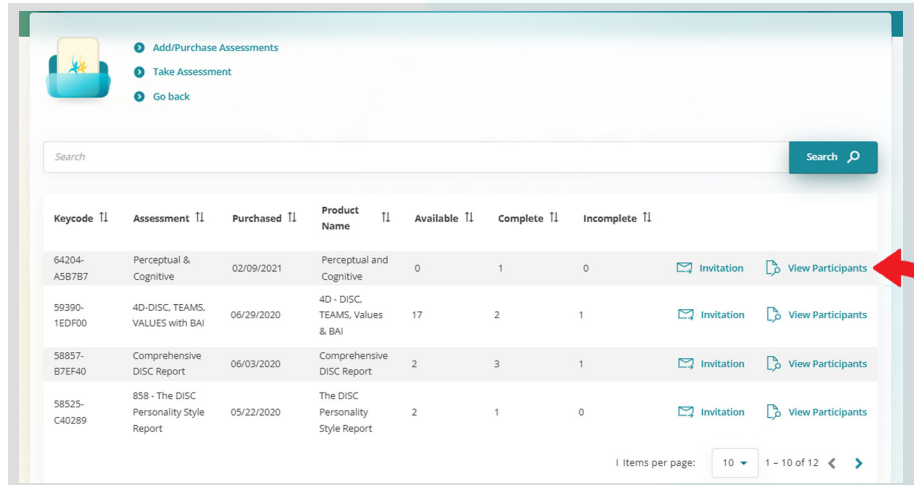 Add/Purchase Assessments
Take Assessment
Go back
Search
Search
Keycode Assessment Purchased Product Name Available Complete Incomplete
64204-A5B7B7 Perceptual & Cognitive 02/09/2021 Perceptual and Cognitive 0 1 0 Invitation View Participants
59390-1EDF00 4D-DISC, TEAMS, VALUES with BAI 06/29/2020 4D - DISC, TEAMS, Values & BAI 17 2 1 Invitation View Participants
58857-B7EF40 Comprehensive DISC Report 06/03/2020 Comprehensive DISC Report 2 3 1 Invitation View Participants
58525-C40289 858 - The DISC Personality Style Report 05/22/2020 The DISC Personality Style Report 2 1 0 Invitation View Participants
I Items per page: 10 1 – 10 of 12